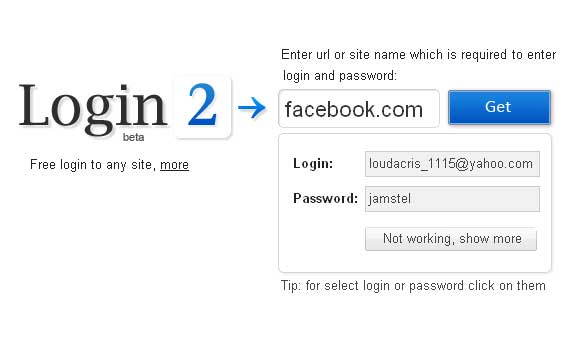 Enter url or site name which is required to enter
login and password:
Login 2
beta
facebook.com
Get
Free login to any site, more
Login: loudacris_1115@yahoo.com
Password: jamstel
Not working, show more
Tip: for select login or password click on them